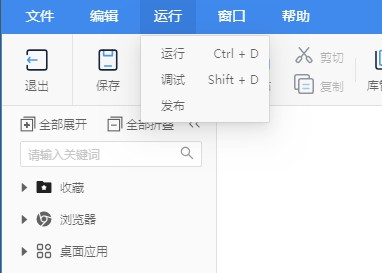 文件 编辑 运行 窗口 帮助
运行 Ctrl + D
调试 Shift + D
发布
退出 保存 剪切
复制
全部展开 全部折叠
请输入关键词
收藏
浏览器
桌面应用